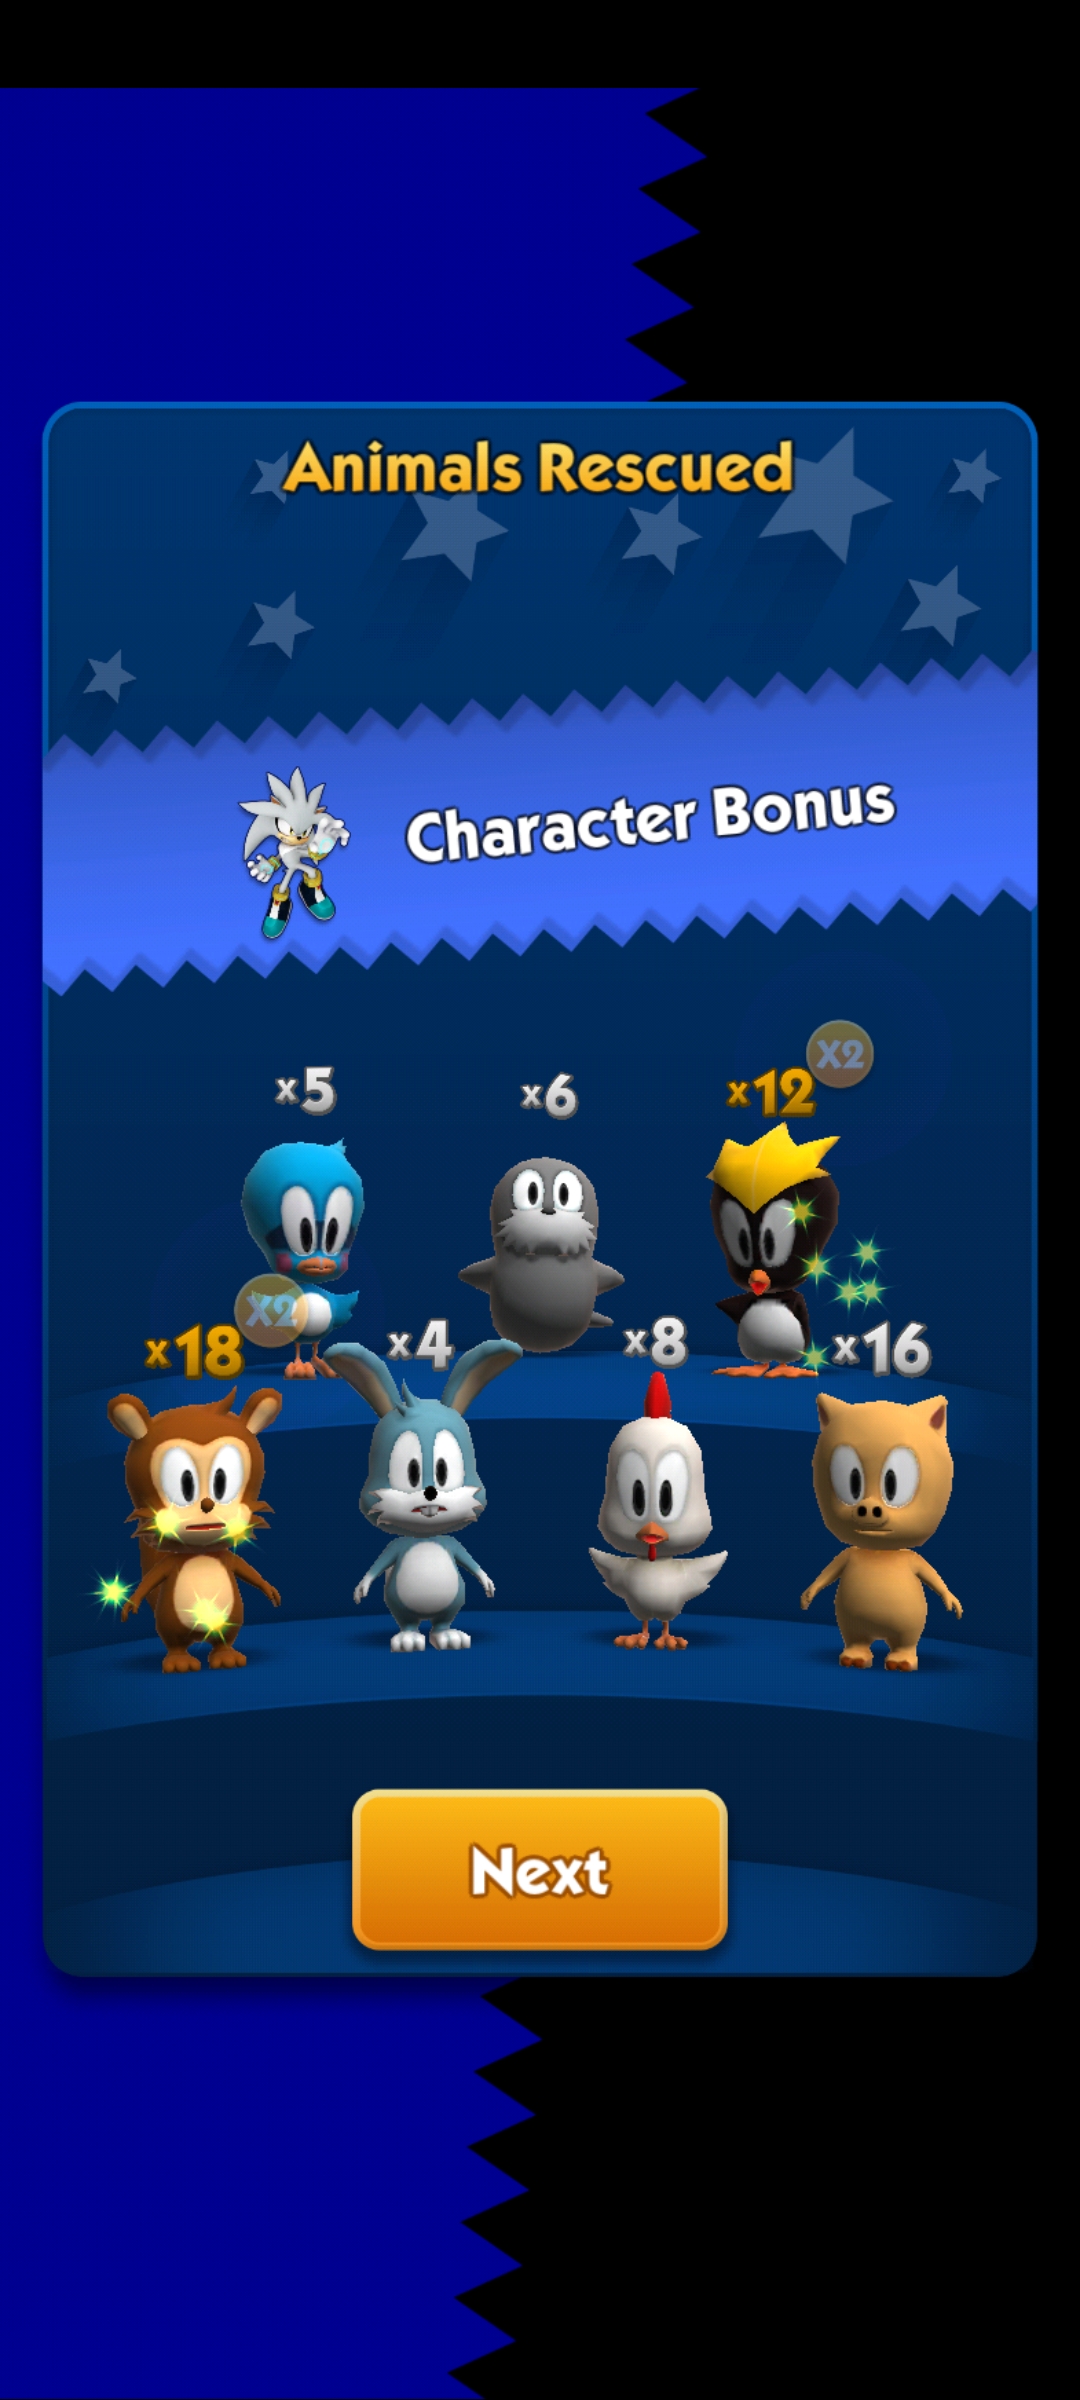 Animals Rescued
Character Bonus
X2
x5
x6
x12
X2
x18
x4
x8
x16
Next